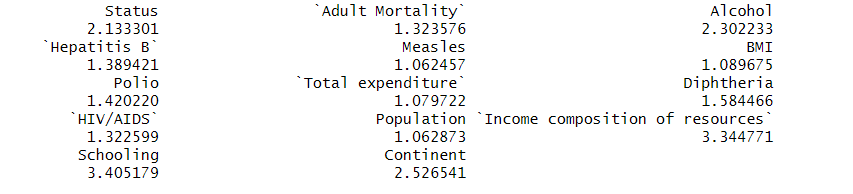 Status `Adult Mortality` Alcohol
2.133301 1.323576 2.302233
`Hepatitis B` Measles BMI
1.389421 1.062457 1.089675
Polio `Total expenditure` Diphtheria
1.420220 1.079722 1.584466
`HIV/AIDS` Population `Income composition of resources`
1.322599 1.062873 3.344771
Schooling Continent
3.405179 2.526541